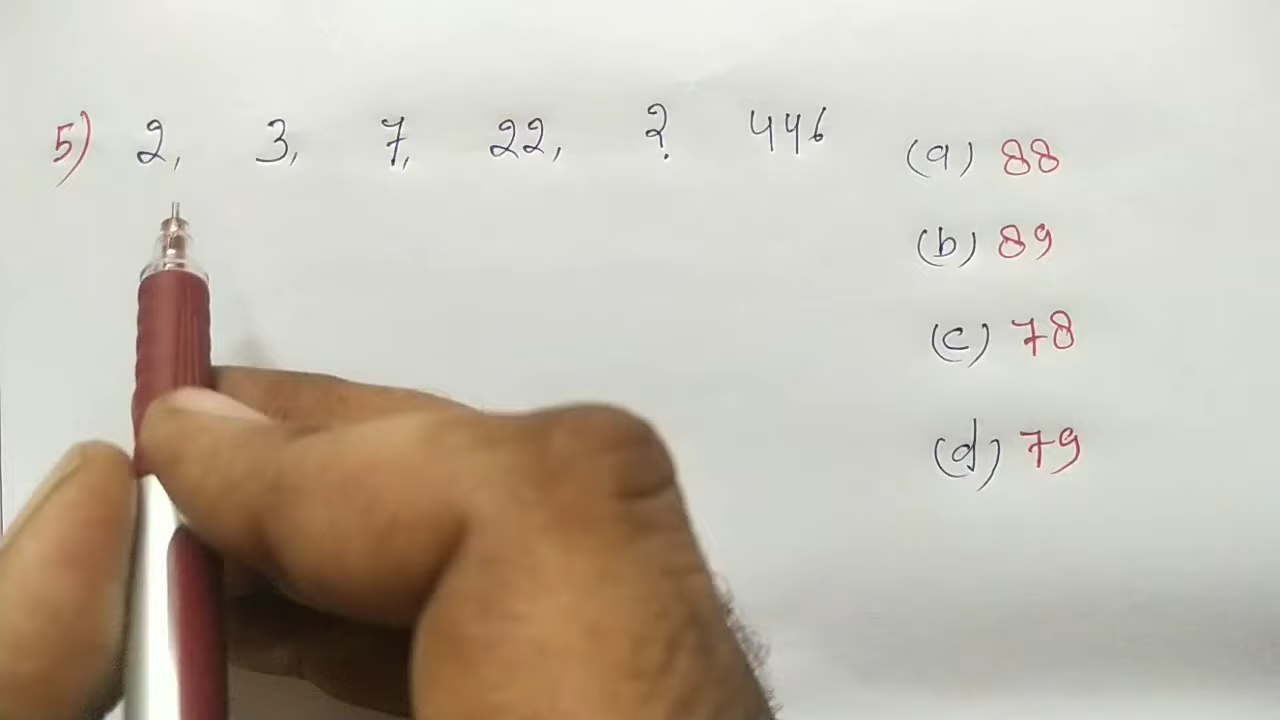 5) 2, 3, 7, 22, ? 446
(a) 88
(b) 89
(c) 78
(d) 79